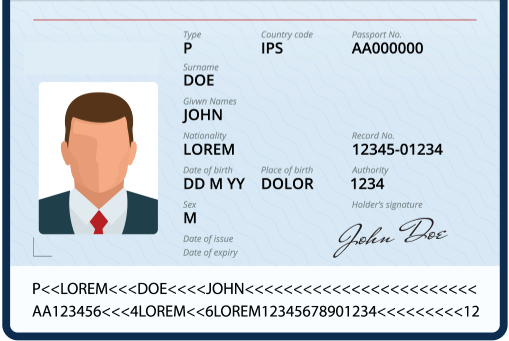 Type Country code Passport No.
P IPS AA000000
Surname
DOE
Givwn Names
JOHN
Nationality Record No.
LOREM 12345-01234
Date of birth Place of birth Authority
DD M YY DOLOR 1234
Sex Holder's signature
M
John Doe
Date of issue
Date of expiry
P<<LOREM<<<DOE<<<<JOHN<<<<<<<<<<<<<<<<<<<<<<<<
AA123456<<<4LOREM<<6LOREM12345678901234<<<<<<<<<12